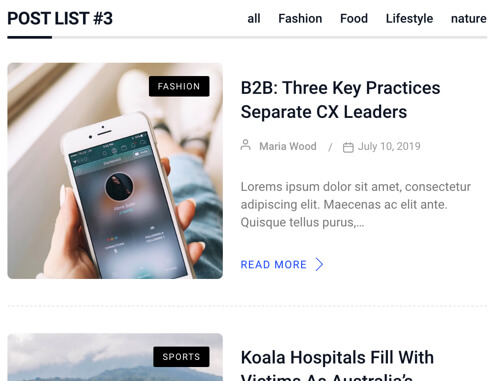 POST LIST #3
all Fashion Food Lifestyle nature
FASHION
B2B: Three Key Practices
Separate CX Leaders
Maria Wood / July 10, 2019
Lorems ipsum dolor sit amet, consectetur
adipiscing elit. Maecenas ac elit ante.
Quisque tellus purus,…
READ MORE
SPORTS
Koala Hospitals Fill With
Victims As Australia's